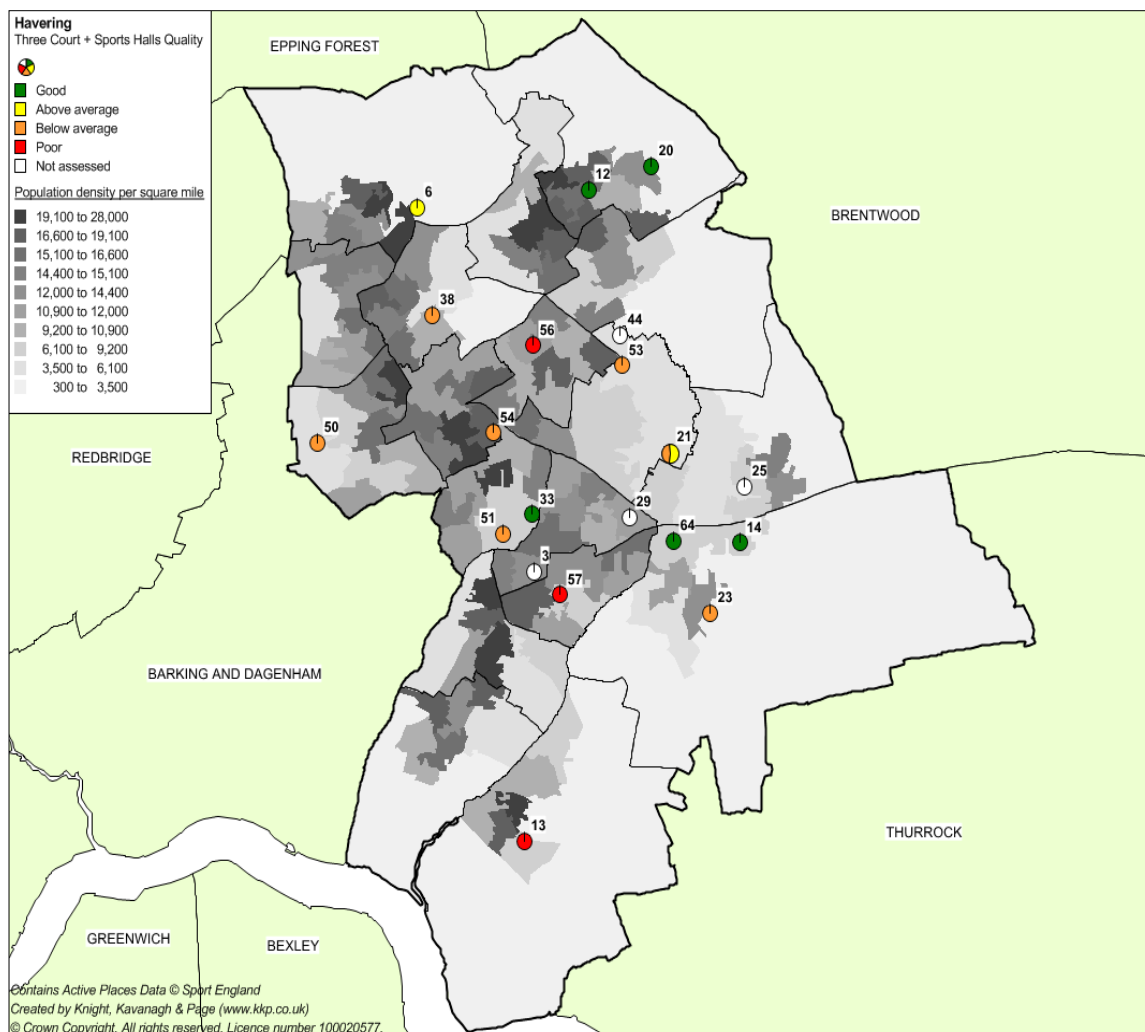 Havering
Three Court + Sports Halls Quality
Good
Above average
Below average
Poor
Not assessed
Population density per square mile
19,100 to 28,000
16,600 to 19,100
15,100 to 16,600
14,400 to 15,100
12,000 to 14,400
10,900 to 12,000
9,200 to 10,900
6,100 to 9,200
3,500 to 6,100
300 to 3,500
EPPING FOREST
20
12
6
BRENTWOOD
38
44
56
53
54
50
21
REDBRIDGE
25
33
29
51
64
14
3
57
23
BARKING AND DAGENHAM
13
THURROCK
GREENWICH
BEXLEY
Contains Active Places Data © Sport England
Created by Knight, Kavanagh & Page (www.kkp.co.uk)
© Crown Copyright. All rights reserved. Licence number 100020577.